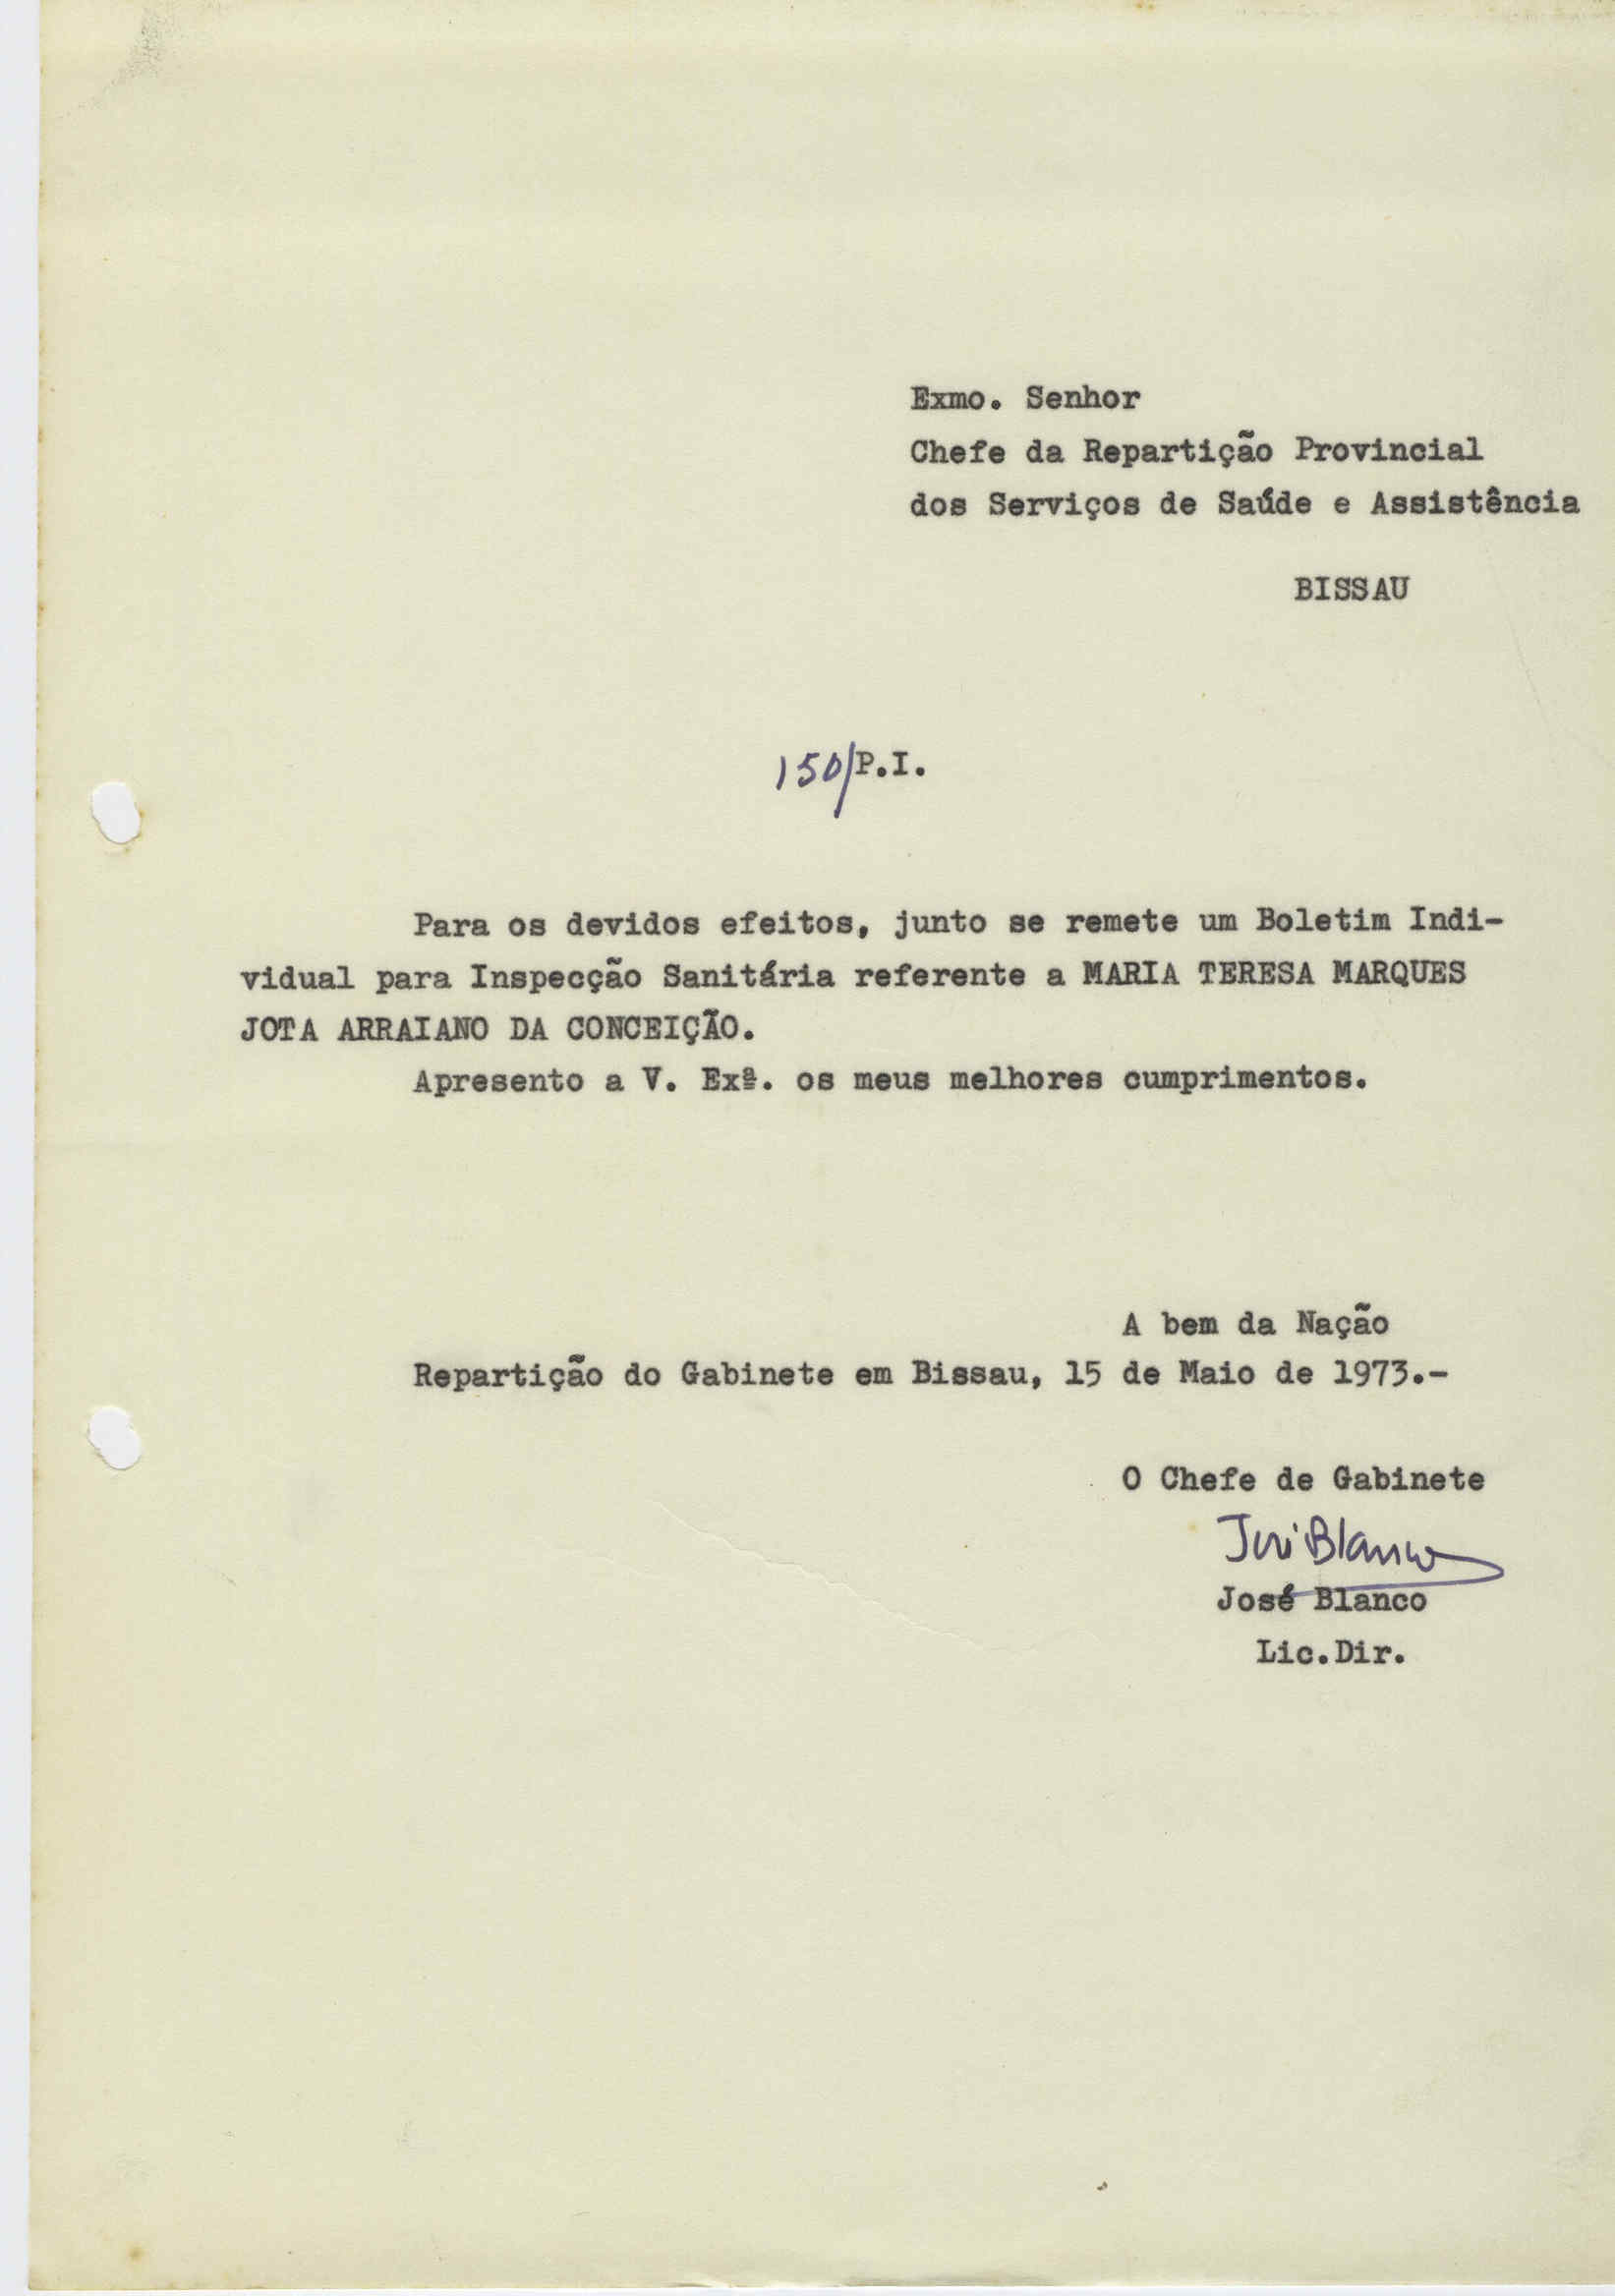 Exmo. Senhor
Chefe da Repartição Provincial
dos Serviços de Saúde e Assistência
BISSAU
150/P.I.
Para os devidos efeitos, junto se remete um Boletim Indi-
vidual para Inspecção Sanitária referente a MARIA TERESA MARQUES
JOTA ARRAIANO DA CONCEIÇÃO.
Apresento a V. Exª. os meus melhores cumprimentos.
A bem da Nação
Repartição do Gabinete em Bissau, 15 de Maio de 1973.-
O Chefe de Gabinete
José Blanco
José Blanco
Lic.Dir.